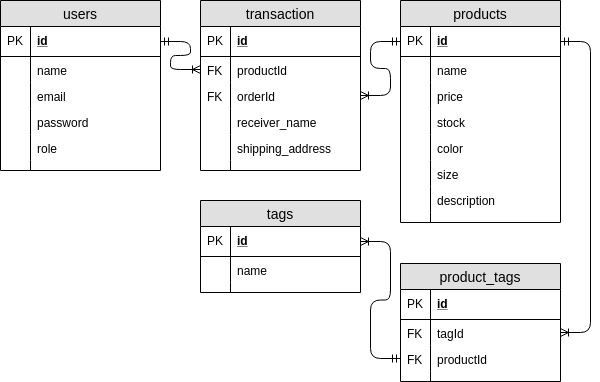 users
PK id
name
email
password
role
transaction
PK id
FK productId
FK orderId
receiver_name
shipping_address
products
PK id
name
price
stock
color
size
description
tags
PK id
name
product_tags
PK id
FK tagId
FK productId